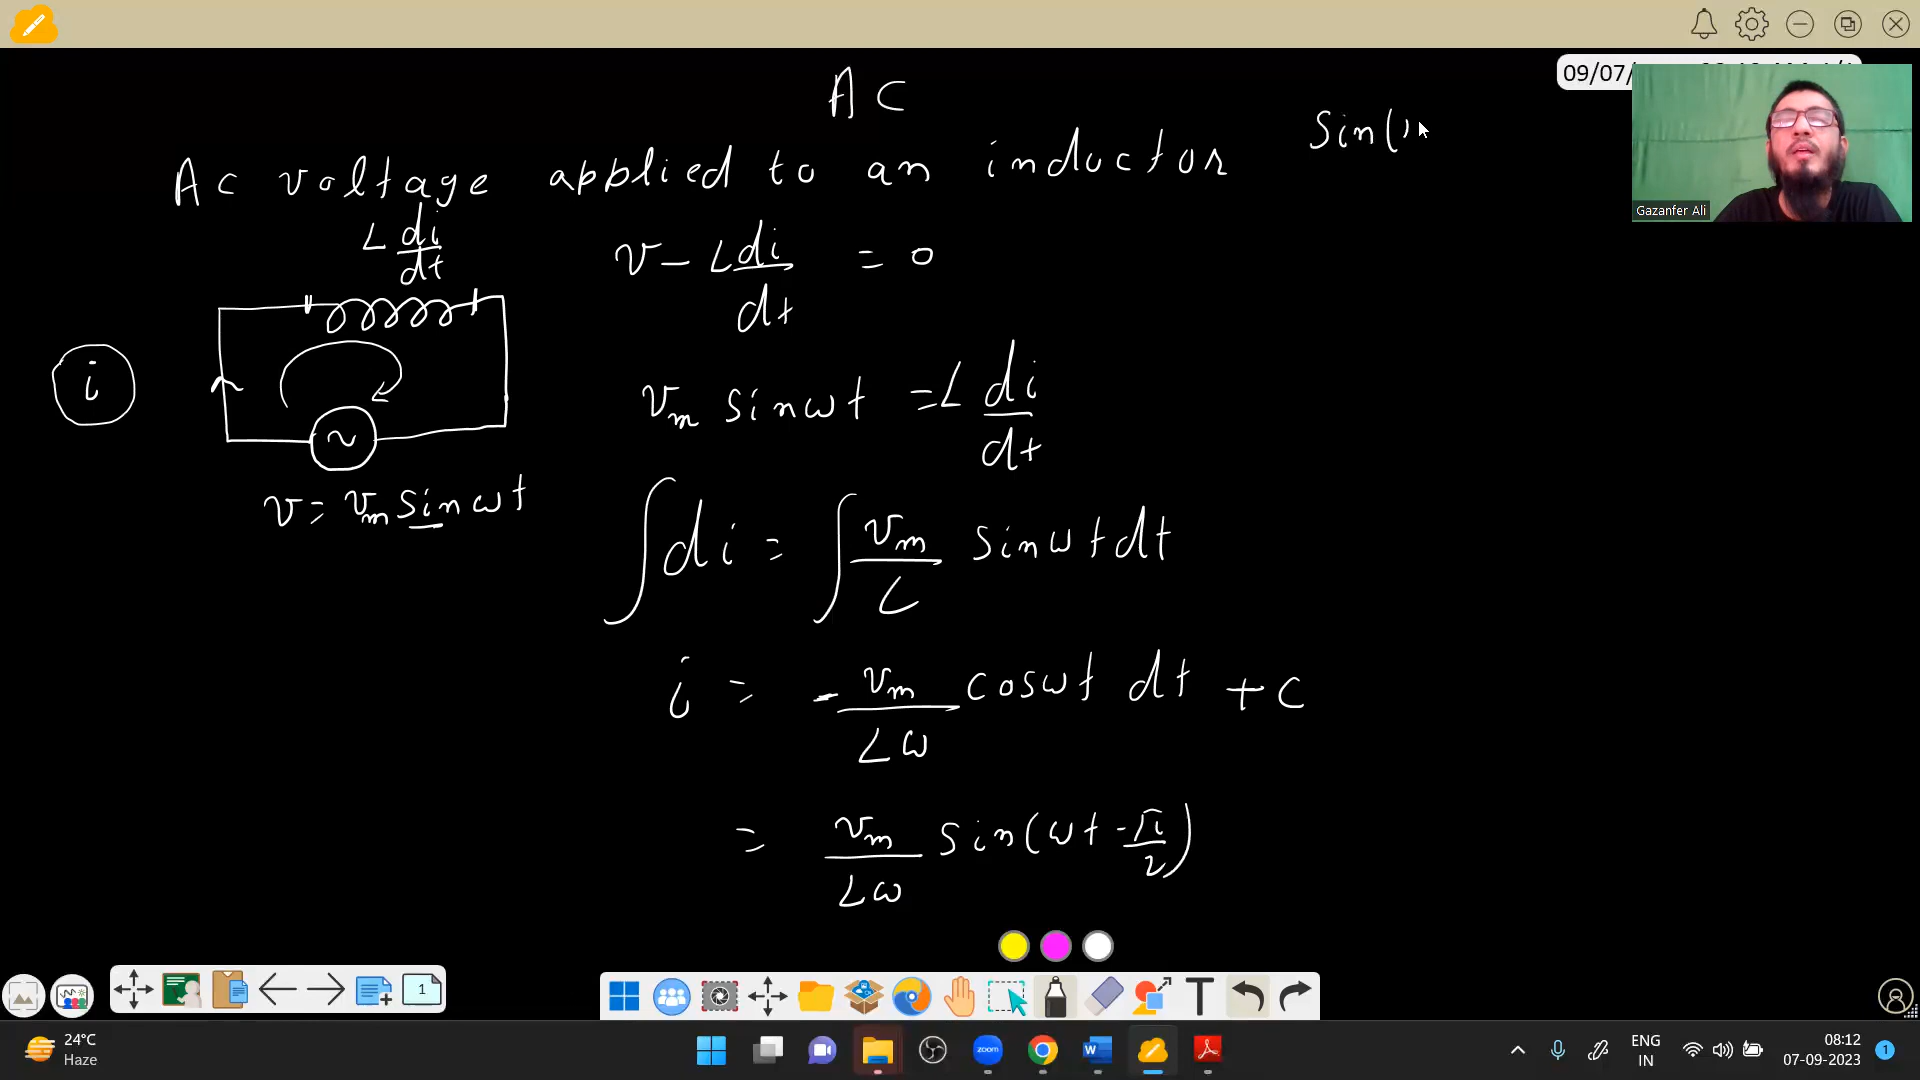 09/07/
AC
Sin(
Ac voltage applied to an inductor
Gazanfer Ali
L di/dt
v - L di/dt = 0
i
vm sinωt = L di/dt
v = vm sinωt
∫di = ∫ vm/L sinωt dt
i = - vm/Lω cosωt dt + c
= vm/Lω sin(ωt - π/2)
1
T
24°C
Haze
zoom
W
ENG
IN
08:12
07-09-2023
1